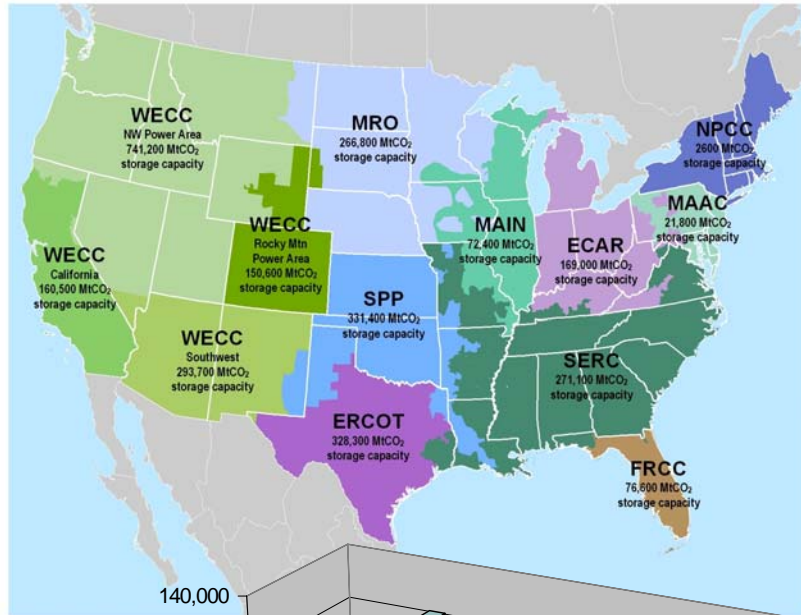 WECC
NW Power Area
741,200 MtCO₂
storage capacity
MRO
266,800 MtCO₂
storage capacity
NPCC
2600 MtCO₂
storage capacity
MAAC
21,800 MtCO₂
storage capacity
MAIN
72,400 MtCO₂
storage capacity
ECAR
169,000 MtCO₂
storage capacity
WECC
Rocky Mtn
Power Area
150,600 MtCO₂
storage capacity
WECC
California
160,500 MtCO₂
storage capacity
SPP
331,400 MtCO₂
storage capacity
WECC
Southwest
293,700 MtCO₂
storage capacity
SERC
271,100 MtCO₂
storage capacity
ERCOT
328,300 MtCO₂
storage capacity
FRCC
76,600 MtCO₂
storage capacity
140,000